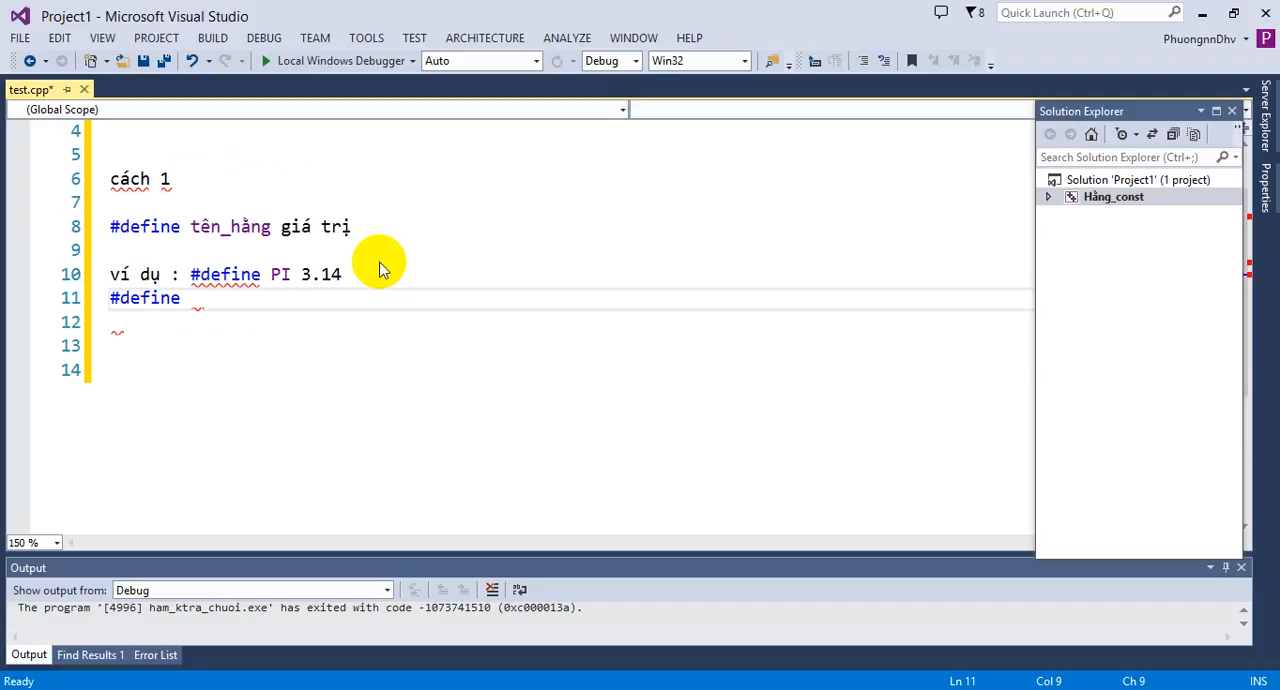 Project1 - Microsoft Visual Studio
8
Quick Launch (Ctrl+Q)
FILE EDIT VIEW PROJECT BUILD DEBUG TEAM TOOLS TEST ARCHITECTURE ANALYZE WINDOW HELP
PhuongnnDhv
P
Local Windows Debugger
Auto
Debug
Win32
test.cpp*
(Global Scope)
4
5
6 cách 1
7
8 #define tên_hằng giá trị
9
10 ví dụ : #define PI 3.14
11 #define
12
13
14
150 %
Solution Explorer
Search Solution Explorer (Ctrl+;)
Solution 'Project1' (1 project)
Hằng_const
Server Explorer
Properties
Output
Show output from: Debug
The program '[4996] ham_ktra_chuoi.exe' has exited with code -1073741510 (0xc000013a).
Output Find Results 1 Error List
Ready
Ln 11
Col 9
Ch 9
INS